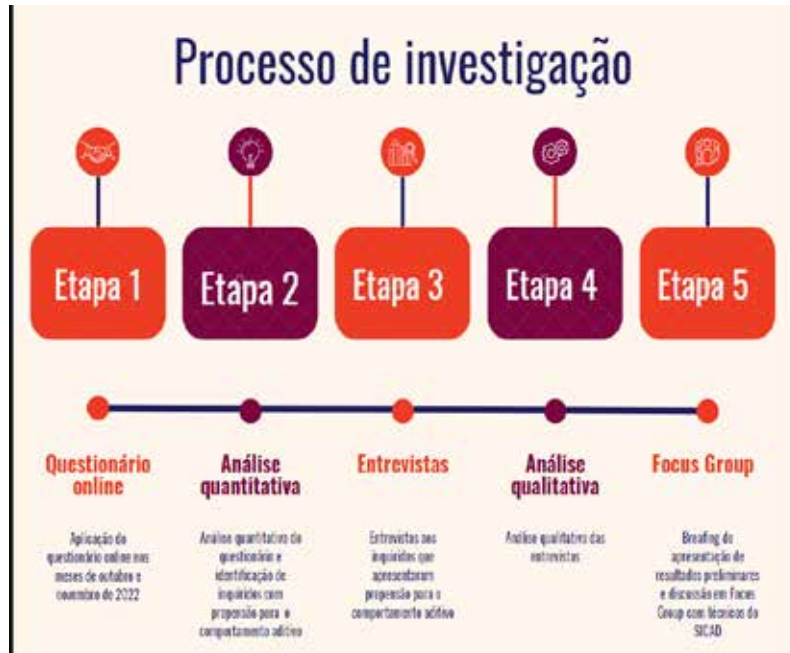 Processo de investigação
Etapa 1
Etapa 2
Etapa 3
Etapa 4
Etapa 5
Questionário
online
Aplicação do
questionário online nos
meses de outubro e
novembro de 2022
Análise
quantitativa
Análise quantitativa do
questionário e
identificação de
inquiridos com
propensão para o
comportamento aditivo
Entrevistas
Entrevistas aos
inquiridos que
apresentaram
propensão para o
comportamento aditivo
Análise
qualitativa
Análise qualitativa das
entrevistas
Focus Group
Breafing de
apresentação de
resultados preliminares
e discussão em Focus
Group com técnicos do
SICAD